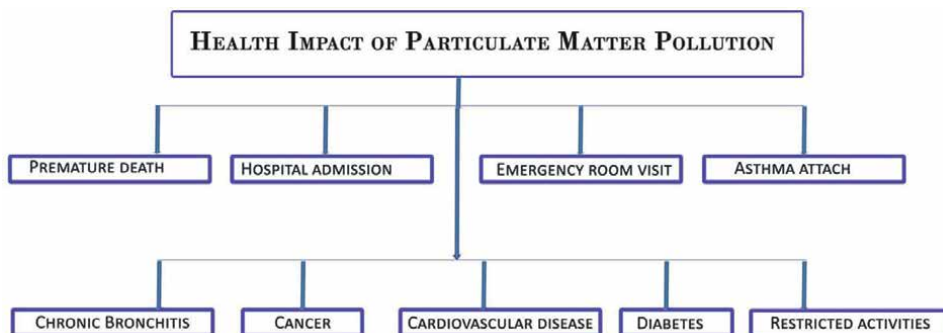 HEALTH IMPACT OF PARTICULATE MATTER POLLUTION
PREMATURE DEATH
HOSPITAL ADMISSION
EMERGENCY ROOM VISIT
ASTHMA ATTACH
CHRONIC BRONCHITIS
CANCER
CARDIOVASCULAR DISEASE
DIABETES
RESTRICTED ACTIVITIES